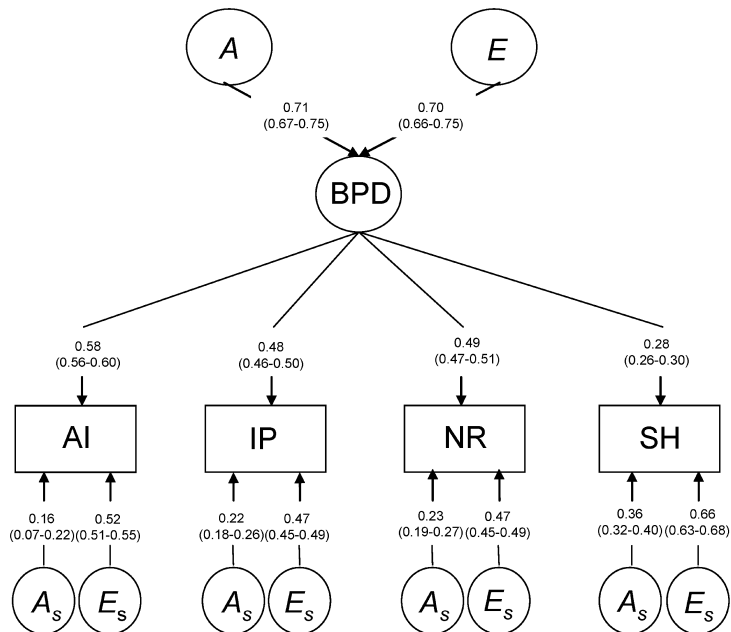 A E
0.71 0.70
(0.67-0.75) (0.66-0.75)
BPD
0.58 0.48 0.49 0.28
(0.56-0.60) (0.46-0.50) (0.47-0.51) (0.26-0.30)
AI IP NR SH
0.16 0.52 0.22 0.47 0.23 0.47 0.36 0.66
(0.07-0.22)(0.51-0.55) (0.18-0.26)(0.45-0.49) (0.19-0.27)(0.45-0.49) (0.32-0.40)(0.63-0.68)
As Es As Es As Es As Es